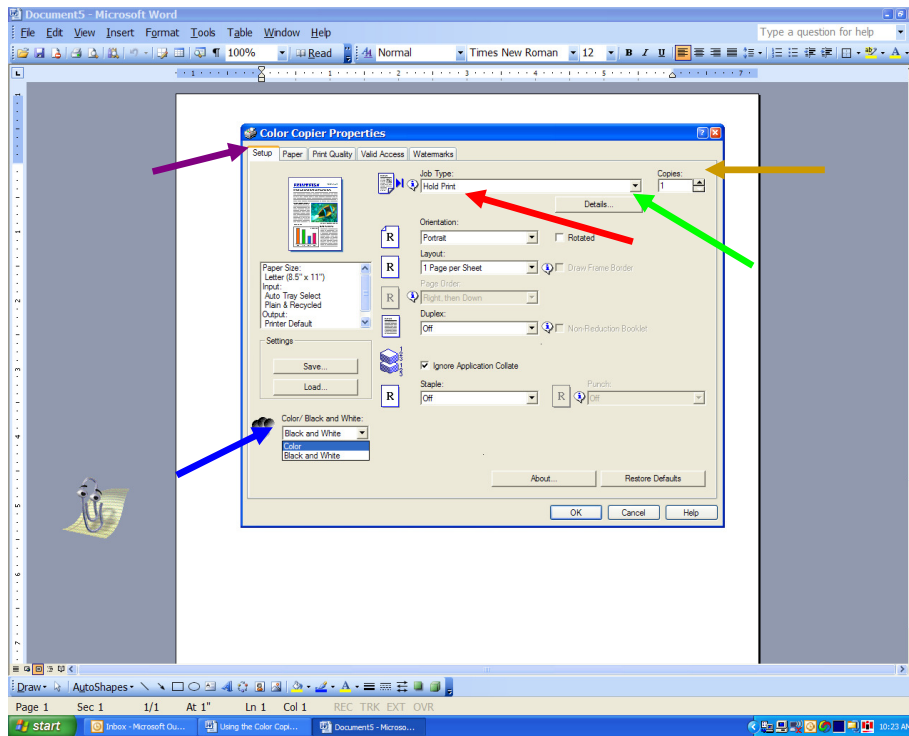 Document5 - Microsoft Word
File Edit View Insert Format Tools Table Window Help
Type a question for help
100% Read Normal Times New Roman 12 B I U
1 1 2 3 4 5 7
Color Copier Properties
Setup Paper Print Quality Valid Access Watermarks
Job Type:
Hold Print
Copies:
1
Details...
Orientation:
Portrait
Rotated
Layout:
1 Page per Sheet
Draw Frame Border
Page Order:
Right, then Down
Duplex:
Off
Non-Reduction Booklet
Ignore Application Collate
Staple:
Off
Punch:
Off
Paper Size:
Letter (8.5" x 11")
Input:
Auto Tray Select
Plain & Recycled
Output:
Printer Default
Settings
Save...
Load...
Color/ Black and White:
Black and White
Color
Black and White
About... Restore Defaults
OK Cancel Help
Draw AutoShapes
Page 1 Sec 1 1/1 At 1" Ln 1 Col 1 REC TRK EXT OVR
start Inbox - Microsoft Ou... Using the Color Copi... Document5 - Microso... 10:23 AM